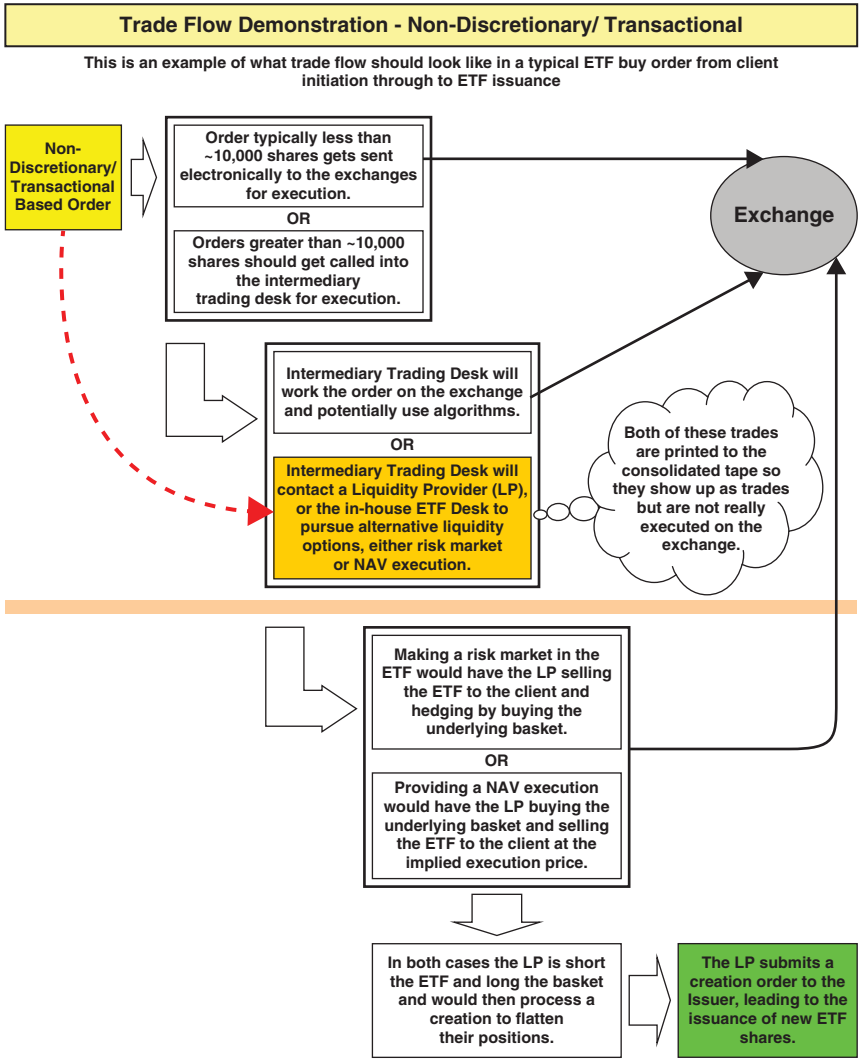 Trade Flow Demonstration - Non-Discretionary/ Transactional
This is an example of what trade flow should look like in a typical ETF buy order from client
initiation through to ETF issuance
Non-
Discretionary/
Transactional
Based Order
Order typically less than
~10,000 shares gets sent
electronically to the exchanges
for execution.
OR
Orders greater than ~10,000
shares should get called into
the intermediary
trading desk for execution.
Exchange
Intermediary Trading Desk will
work the order on the exchange
and potentially use algorithms.
OR
Intermediary Trading Desk will
contact a Liquidity Provider (LP),
or the in-house ETF Desk to
pursue alternative liquidity
options, either risk market
or NAV execution.
Both of these trades
are printed to the
consolidated tape so
they show up as trades
but are not really
executed on the
exchange.
Making a risk market in the
ETF would have the LP selling
the ETF to the client and
hedging by buying the
underlying basket.
OR
Providing a NAV execution
would have the LP buying the
underlying basket and selling
the ETF to the client at the
implied execution price.
In both cases the LP is short
the ETF and long the basket
and would then process a
creation to flatten
their positions.
The LP submits a
creation order to the
Issuer, leading to the
issuance of new ETF
shares.